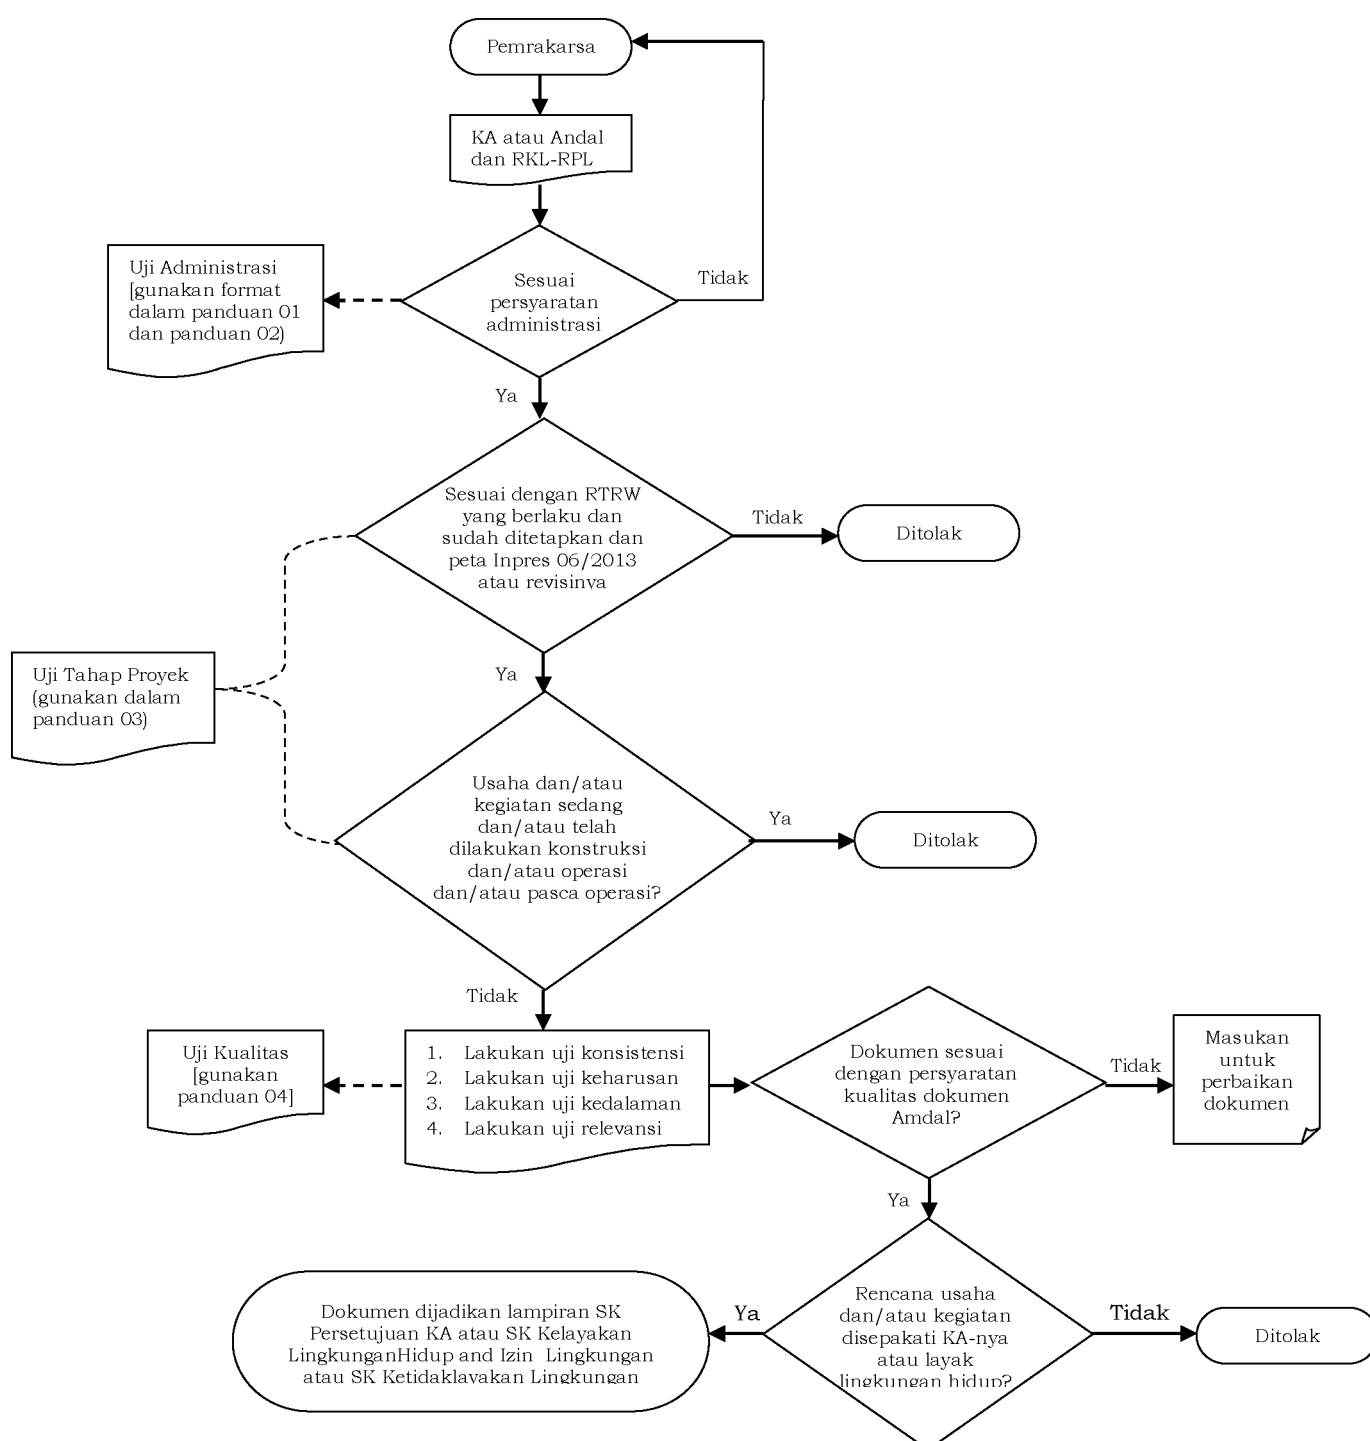 Pemrakarsa
KA atau Andal
dan RKL-RPL
Uji Administrasi
[gunakan format
dalam panduan 01
dan panduan 02)
Sesuai
persyaratan
administrasi
Tidak
Ya
Sesuai dengan RTRW
yang berlaku dan
sudah ditetapkan dan
peta Inpres 06/2013
atau revisinya
Tidak
Ditolak
Uji Tahap Proyek
(gunakan dalam
panduan 03)
Ya
Usaha dan/atau
kegiatan sedang
dan/atau telah
dilakukan konstruksi
dan/atau operasi
dan/atau pasca operasi?
Ya
Ditolak
Tidak
Uji Kualitas
[gunakan
panduan 04]
1. Lakukan uji konsistensi
2. Lakukan uji keharusan
3. Lakukan uji kedalaman
4. Lakukan uji relevansi
Dokumen sesuai
dengan persyaratan
kualitas dokumen
Amdal?
Tidak
Masukan
untuk
perbaikan
dokumen
Ya
Dokumen dijadikan lampiran SK
Persetujuan KA atau SK Kelayakan
LingkunganHidup and Izin Lingkungan
atau SK Ketidaklayakan Lingkungan
Ya
Rencana usaha
dan/atau kegiatan
disepakati KA-nya
atau layak
lingkungan hidup?
Tidak
Ditolak